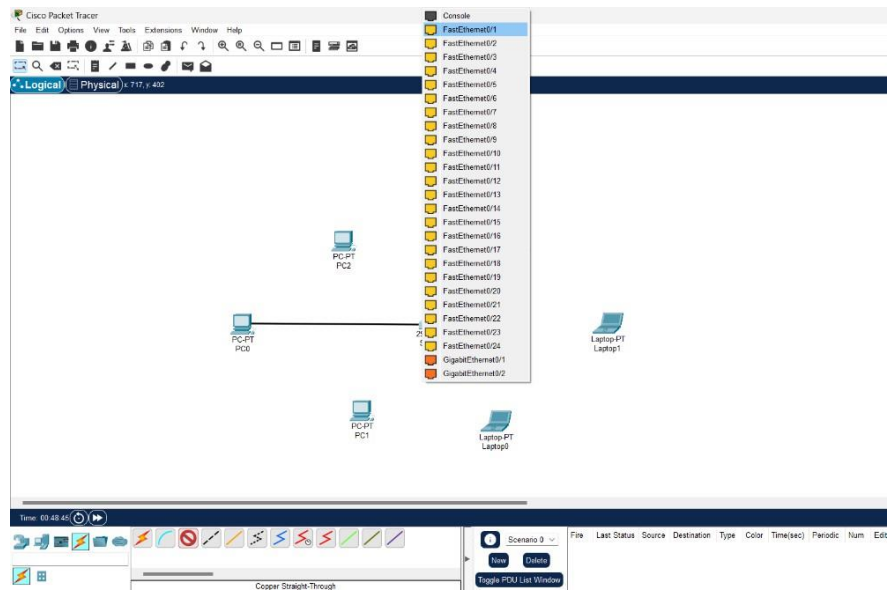 Cisco Packet Tracer
File Edit Options View Tools Extensions Window Help
Logical Physical x: 717, y: 402
Console
FastEthernet0/1
FastEthernet0/2
FastEthernet0/3
FastEthernet0/4
FastEthernet0/5
FastEthernet0/6
FastEthernet0/7
FastEthernet0/8
FastEthernet0/9
FastEthernet0/10
FastEthernet0/11
FastEthernet0/12
FastEthernet0/13
FastEthernet0/14
FastEthernet0/15
FastEthernet0/16
FastEthernet0/17
FastEthernet0/18
FastEthernet0/19
FastEthernet0/20
FastEthernet0/21
FastEthernet0/22
FastEthernet0/23
FastEthernet0/24
GigabitEthernet0/1
GigabitEthernet0/2
PC-PT
PC2
PC-PT
PC0
Laptop-PT
Laptop1
PC-PT
PC1
Laptop-PT
Laptop0
Time: 00:48:45
Scenario 0
New Delete
Toggle PDU List Window
Fire Last Status Source Destination Type Color Time(sec) Periodic Num Edit
Copper Straight-Through